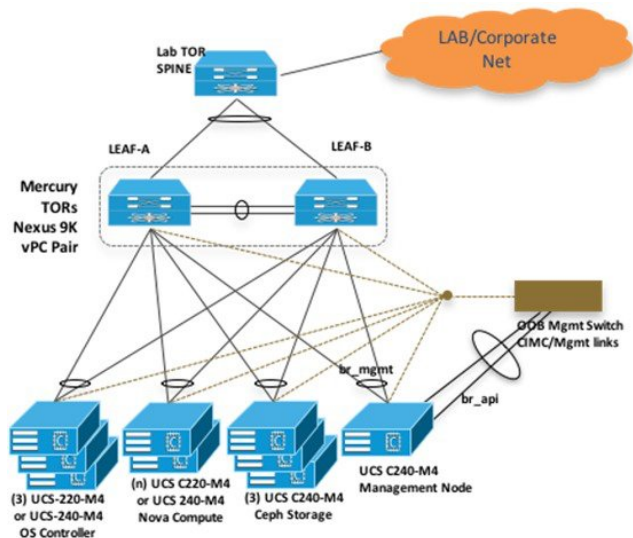 Lab TOR
SPINE
LAB/Corporate
Net
LEAF-A
LEAF-B
Mercury
TORs
Nexus 9K
vPC Pair
OOB Mgmt Switch
CIMC/Mgmt links
br_mgmt
br_api
(3) UCS-220-M4
or UCS-240-M4
OS Controller
(n) UCS C220-M4
or UCS 240-M4
Nova Compute
(3) UCS C240-M4
Ceph Storage
UCS C240-M4
Management Node